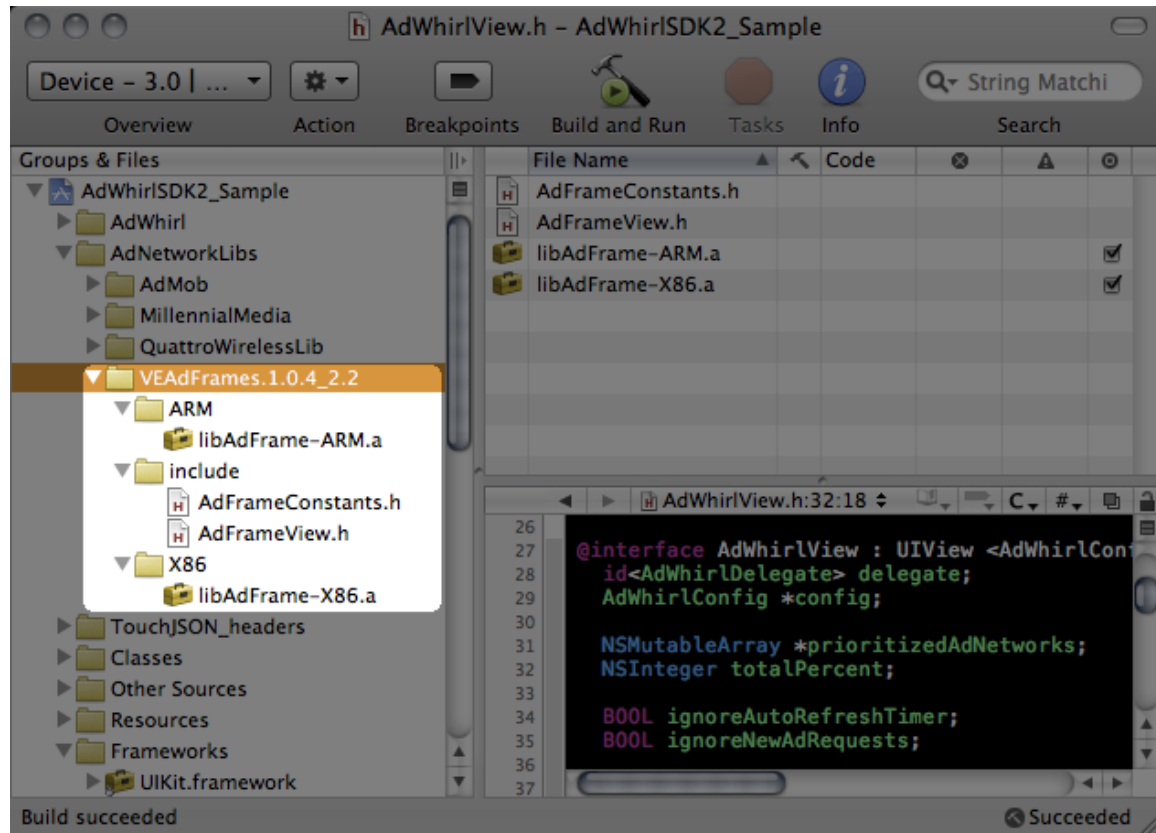 AdWhirlView.h – AdWhirlSDK2_Sample
Device – 3.0 | ...
String Matchi
Overview
Action
Breakpoints
Build and Run
Tasks
Info
Search
Groups & Files
AdWhirlSDK2_Sample
AdWhirl
AdNetworkLibs
AdMob
MillennialMedia
QuattroWirelessLib
VEAdFrames.1.0.4_2.2
ARM
libAdFrame-ARM.a
include
AdFrameConstants.h
AdFrameView.h
X86
libAdFrame-X86.a
TouchJSON_headers
Classes
Other Sources
Resources
Frameworks
UIKit.framework
File Name
Code
AdFrameConstants.h
AdFrameView.h
libAdFrame-ARM.a
libAdFrame-X86.a
AdWhirlView.h:32:18
C
#
26
27 @interface AdWhirlView : UIView <AdWhirlCon
28 id<AdWhirlDelegate> delegate;
29 AdWhirlConfig *config;
30
31 NSMutableArray *prioritizedAdNetworks;
32 NSInteger totalPercent;
33
34 BOOL ignoreAutoRefreshTimer;
35 BOOL ignoreNewAdRequests;
36
37
Build succeeded
Succeeded